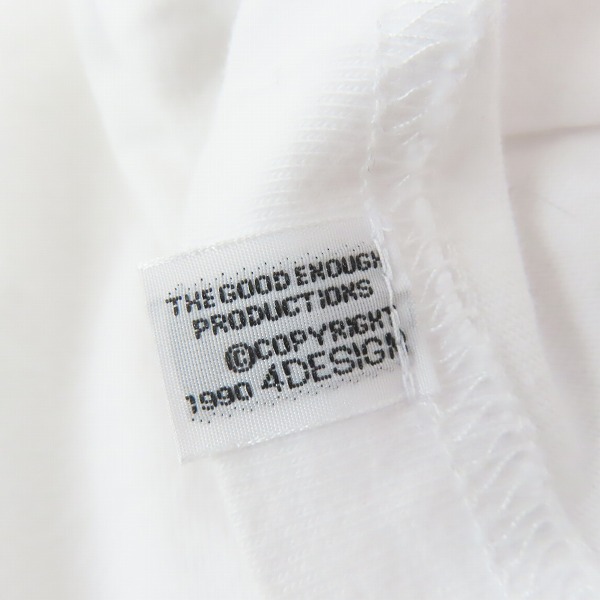 THE GOOD ENOUGH
PRODUCTIONS
©COPYRIGHT
1990 4DESIGN